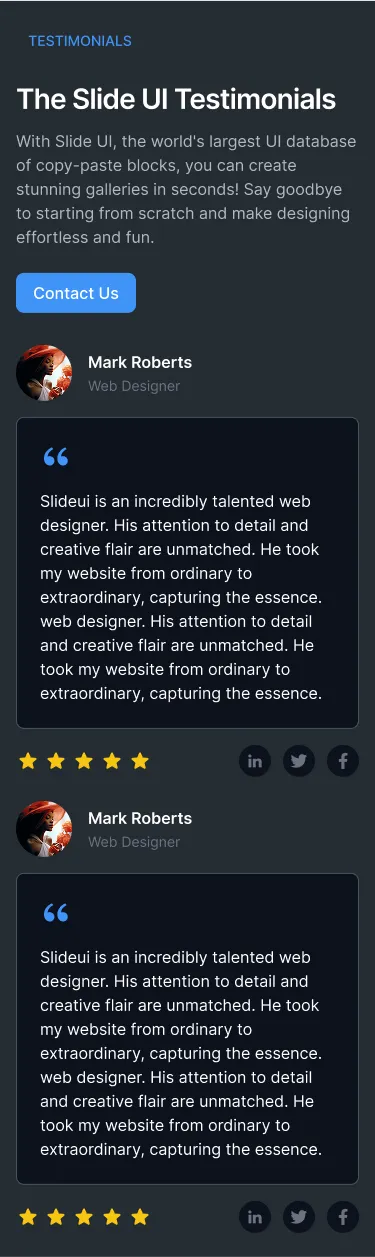 TESTIMONIALS
The Slide UI Testimonials
With Slide UI, the world's largest UI database
of copy-paste blocks, you can create
stunning galleries in seconds! Say goodbye
to starting from scratch and make designing
effortless and fun.
Contact Us
Mark Roberts
Web Designer
“
Slideui is an incredibly talented web
designer. His attention to detail and
creative flair are unmatched. He took
my website from ordinary to
extraordinary, capturing the essence.
web designer. His attention to detail
and creative flair are unmatched. He
took my website from ordinary to
extraordinary, capturing the essence.
in
Mark Roberts
Web Designer
“
Slideui is an incredibly talented web
designer. His attention to detail and
creative flair are unmatched. He took
my website from ordinary to
extraordinary, capturing the essence.
web designer. His attention to detail
and creative flair are unmatched. He
took my website from ordinary to
extraordinary, capturing the essence.
in